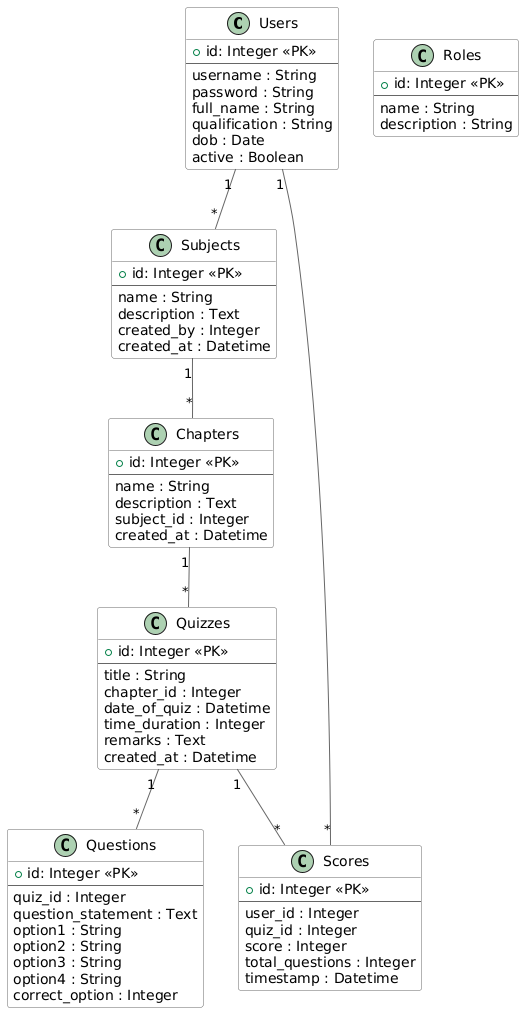 C Users
id: Integer «PK»
username : String
password : String
full_name : String
qualification : String
dob : Date
active : Boolean
C Roles
id: Integer «PK»
name : String
description : String
1
1
*
C Subjects
id: Integer «PK»
name : String
description : Text
created_by : Integer
created_at : Datetime
1
*
C Chapters
id: Integer «PK»
name : String
description : Text
subject_id : Integer
created_at : Datetime
1
*
C Quizzes
id: Integer «PK»
title : String
chapter_id : Integer
date_of_quiz : Datetime
time_duration : Integer
remarks : Text
created_at : Datetime
1
1
*
*
*
C Questions
id: Integer «PK»
quiz_id : Integer
question_statement : Text
option1 : String
option2 : String
option3 : String
option4 : String
correct_option : Integer
C Scores
id: Integer «PK»
user_id : Integer
quiz_id : Integer
score : Integer
total_questions : Integer
timestamp : Datetime